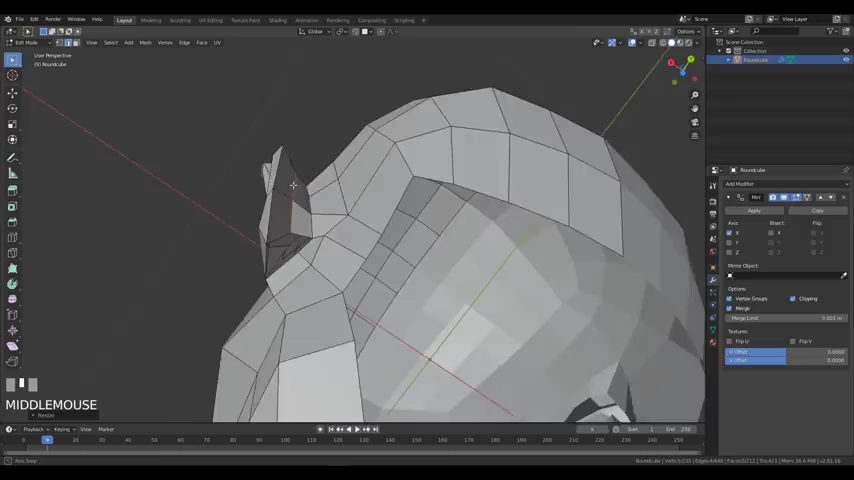 File Edit Render Window Help Layout Modeling Sculpting UV Editing Texture Paint Shading Animation Rendering Compositing Scripting + Scene View Layer
Global Options
Edit Mode View Select Add Mesh Vertex Edge Face UV
User Perspective
(9) Roundcube
Scene Collection
Collection
Roundcube
Roundcube
Add Modifier
Mirr
Apply Copy
Axis: Bisect: Flip:
X X X
Y Y Y
Z Z Z
Mirror Object:
Options:
Vertex Groups Clipping
Merge
Merge Limit 0.001 m
Textures:
Flip U Flip V
U Offset 0.0000
V Offset 0.0000
MIDDLEMOUSE
Resize
Playback Keying View Marker 9 Start: 1 End: 250
0 9 20 30 40 50 60 70 80 90 100 110 120 130 140 150 160 170 180 190 200 210 220 230 240 250
Axis Snap